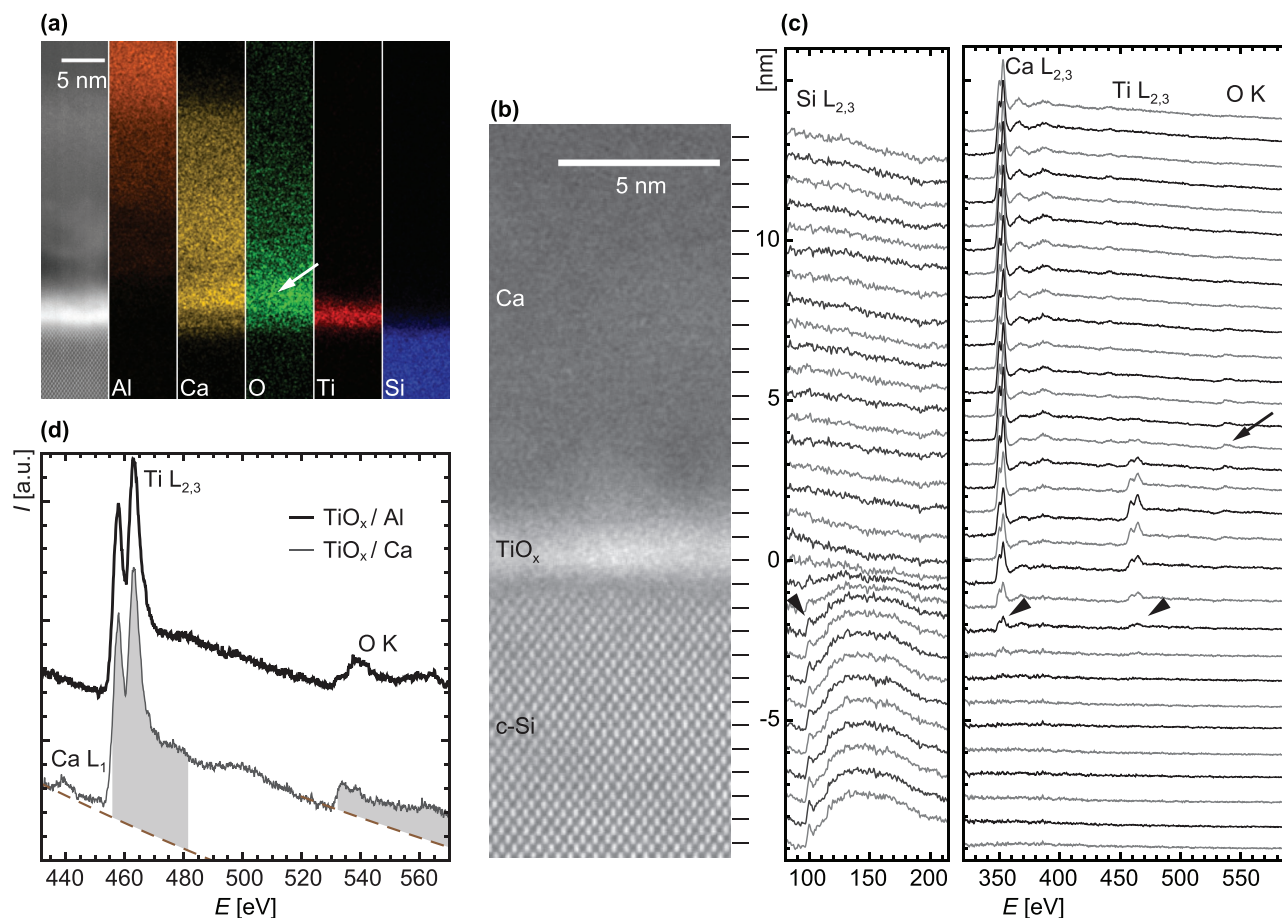 (a)
5 nm
Al
Ca
O
Ti
Si
(b)
5 nm
Ca
TiOₓ
c-Si
(c)
[nm]
10
5
0
-5
Si L₂,₃
100 150 200
Ca L₂,₃
Ti L₂,₃
O K
350 400 450 500 550
E [eV]
E [eV]
(d)
I [a.u.]
Ti L₂,₃
TiOₓ / Al
TiOₓ / Ca
O K
Ca L₁
440 460 480 500 520 540 560
E [eV]